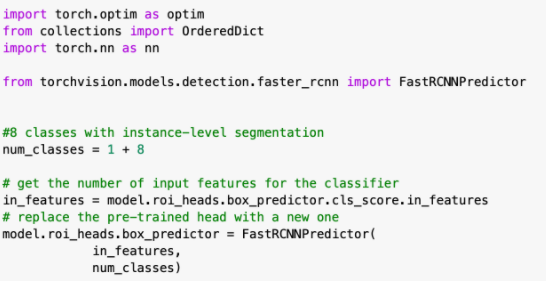 import torch.optim as optim
from collections import OrderedDict
import torch.nn as nn
from torchvision.models.detection.faster_rcnn import FastRCNNPredictor
#8 classes with instance-level segmentation
num_classes = 1 + 8
# get the number of input features for the classifier
in_features = model.roi_heads.box_predictor.cls_score.in_features
# replace the pre-trained head with a new one
model.roi_heads.box_predictor = FastRCNNPredictor(
in_features,
num_classes)